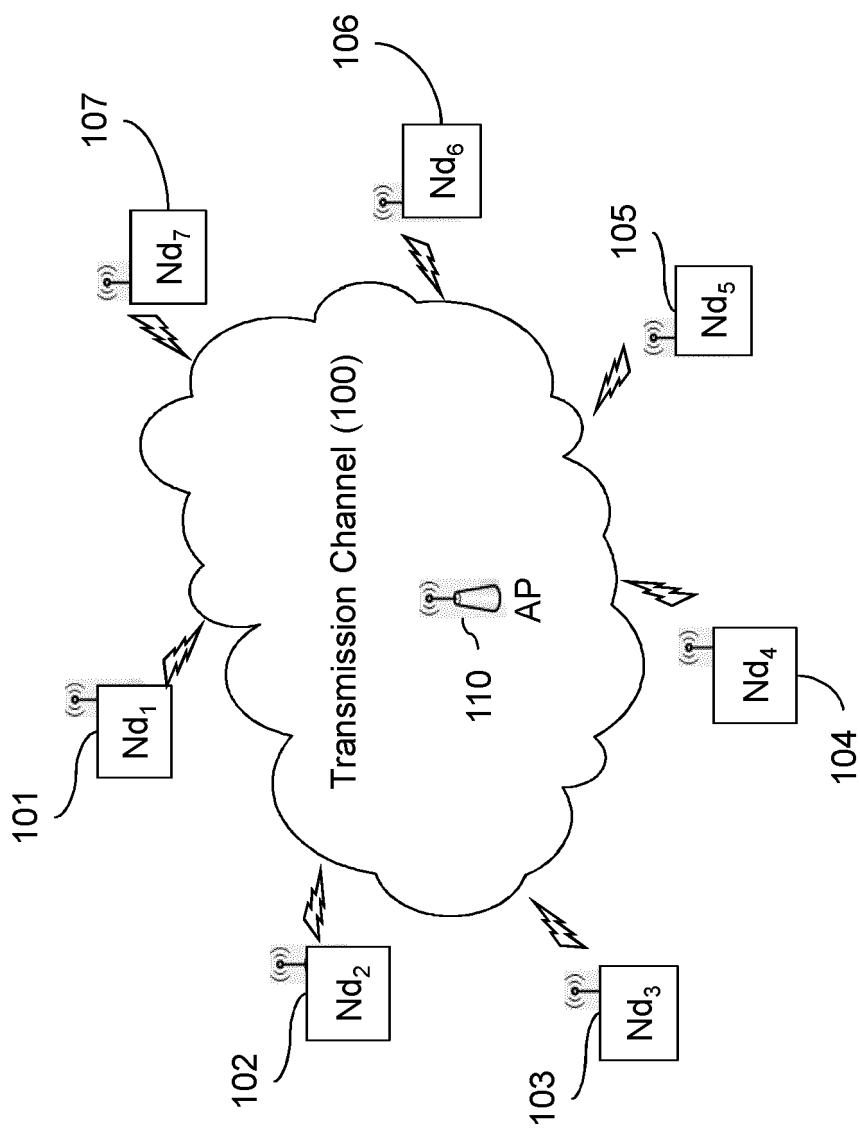 107
106
Nd₇
Nd₆
105
Nd₅
Transmission Channel (100)
101
Nd₁
110
AP
Nd₄
104
102
Nd₂
103
Nd₃